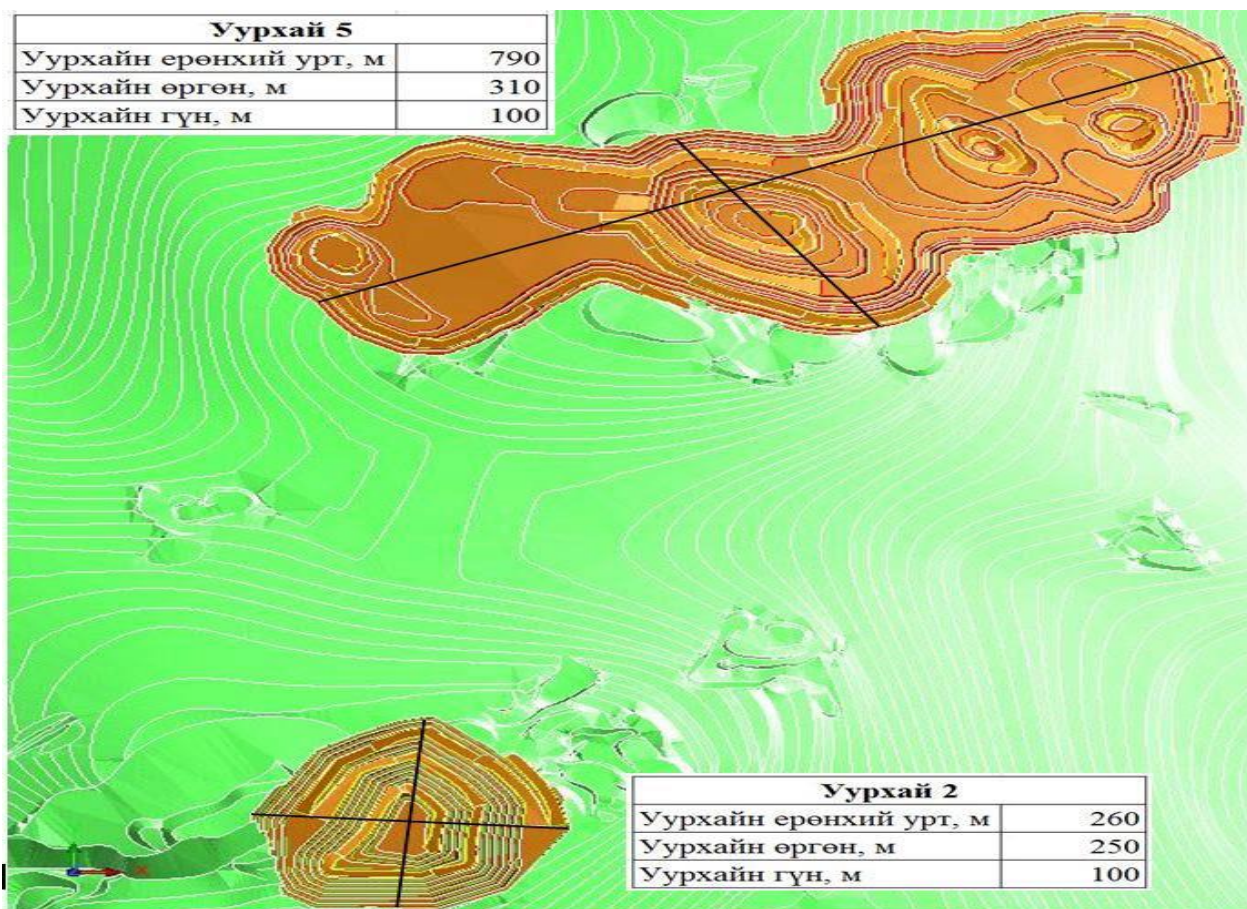 Уурхай 5
Уурхайн ерөнхий урт, м 790
Уурхайн өргөн, м 310
Уурхайн гүн, м 100
Уурхай 2
Уурхайн ерөнхий урт, м 260
Уурхайн өргөн, м 250
Уурхайн гүн, м 100